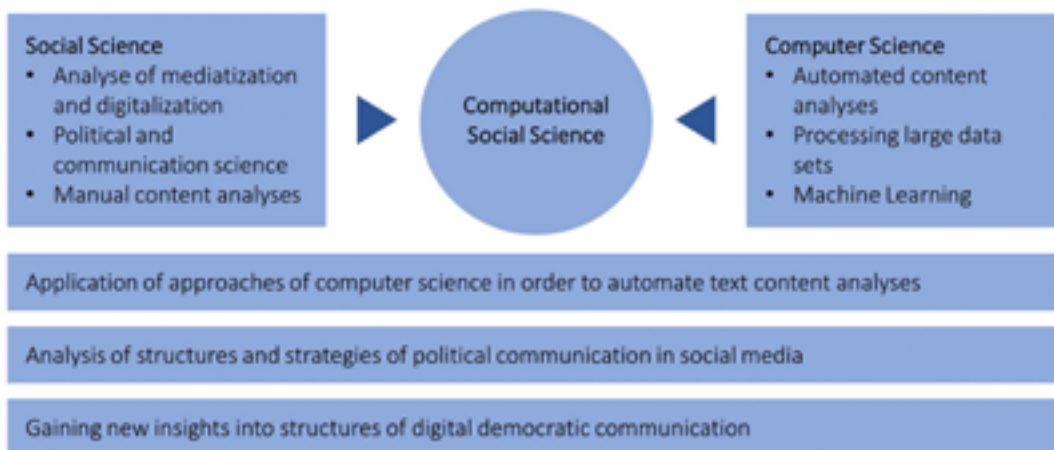 Social Science
• Analyse of mediatization
and digitalization
• Political and
communication science
• Manual content analyses
Computational
Social Science
Computer Science
• Automated content
analyses
• Processing large data
sets
• Machine Learning
Application of approaches of computer science in order to automate text content analyses
Analysis of structures and strategies of political communication in social media
Gaining new insights into structures of digital democratic communication